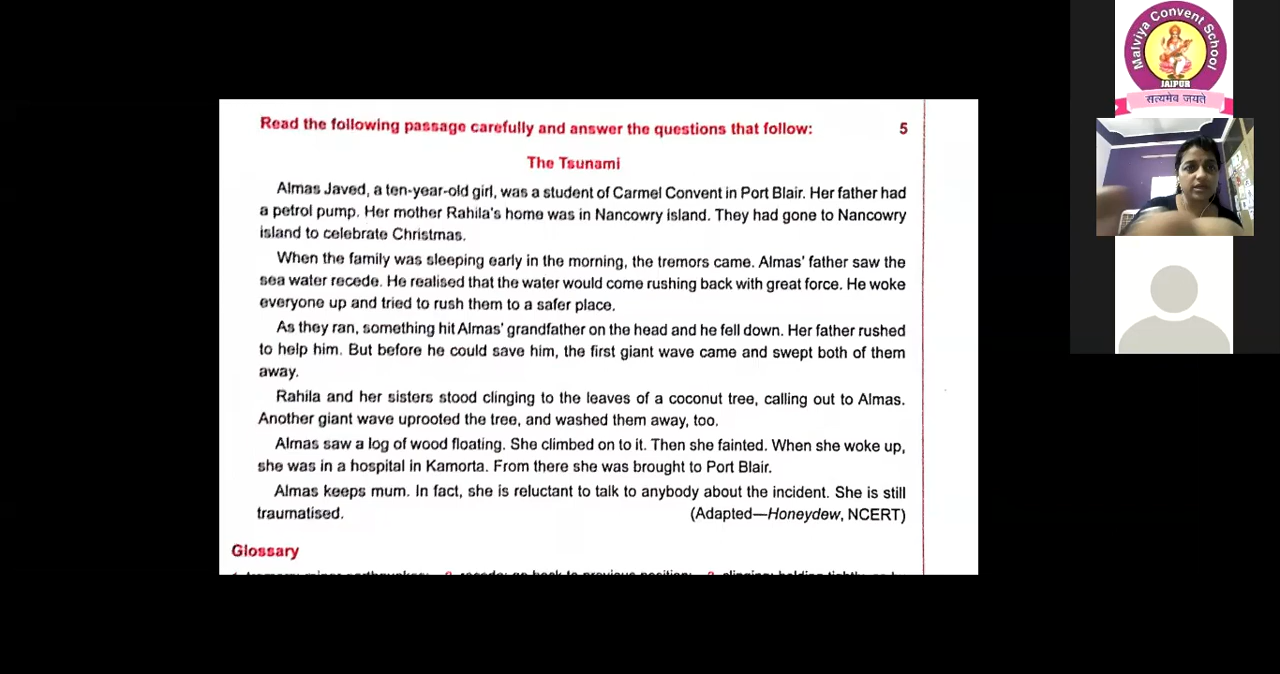 Read the following passage carefully and answer the questions that follow: 5
The Tsunami
Almas Javed, a ten-year-old girl, was a student of Carmel Convent in Port Blair. Her father had
a petrol pump. Her mother Rahila's home was in Nancowry island. They had gone to Nancowry
island to celebrate Christmas.
When the family was sleeping early in the morning, the tremors came. Almas' father saw the
sea water recede. He realised that the water would come rushing back with great force. He woke
everyone up and tried to rush them to a safer place.
As they ran, something hit Almas' grandfather on the head and he fell down. Her father rushed
to help him. But before he could save him, the first giant wave came and swept both of them
away.
Rahila and her sisters stood clinging to the leaves of a coconut tree, calling out to Almas.
Another giant wave uprooted the tree, and washed them away, too.
Almas saw a log of wood floating. She climbed on to it. Then she fainted. When she woke up,
she was in a hospital in Kamorta. From there she was brought to Port Blair.
Almas keeps mum. In fact, she is reluctant to talk to anybody about the incident. She is still
traumatised. (Adapted—Honeydew, NCERT)
Glossary
Malviya Convent School
JAIPUR
सत्यमेव जयते